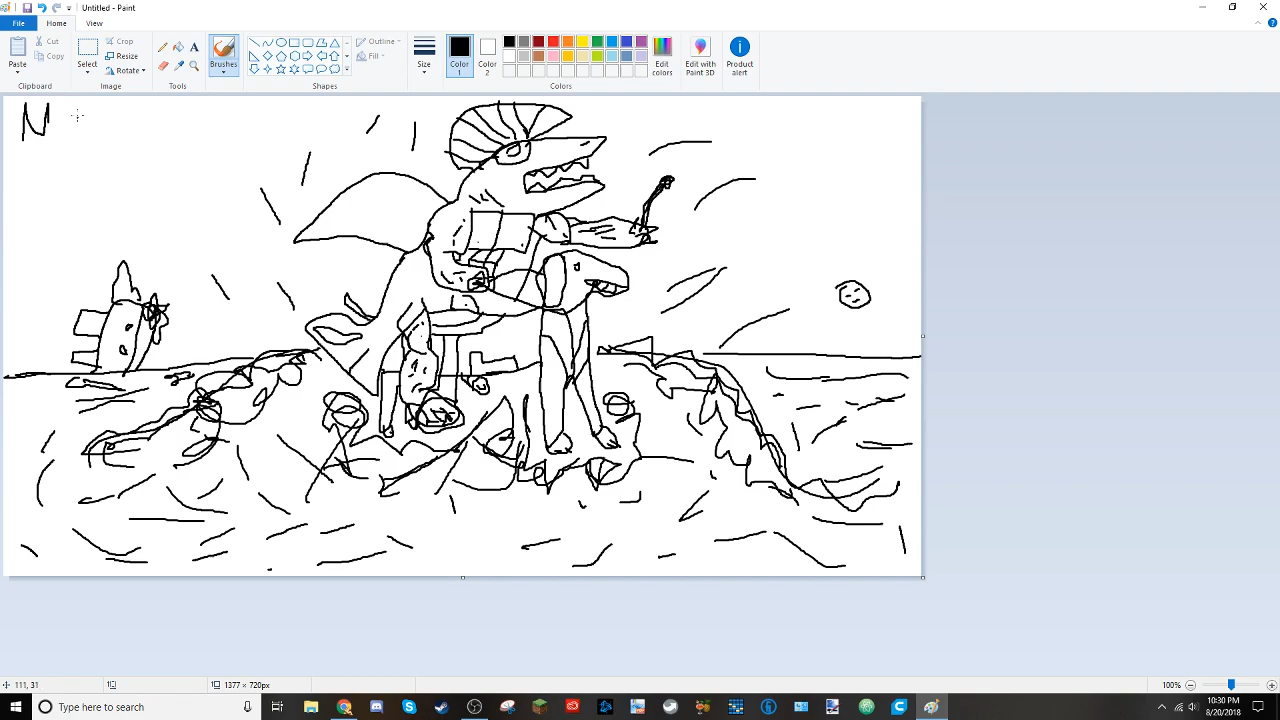 Untitled - Paint
File
Home
View
Paste
Cut
Copy
Clipboard
Select
Crop
Resize
Rotate
Image
Tools
Brushes
Shapes
Outline
Fill
Size
Color 1
Color 2
Colors
Edit colors
Edit with Paint 3D
Product alert
N
111, 31
1377 × 720px
100%
Type here to search
10:30 PM
8/20/2018